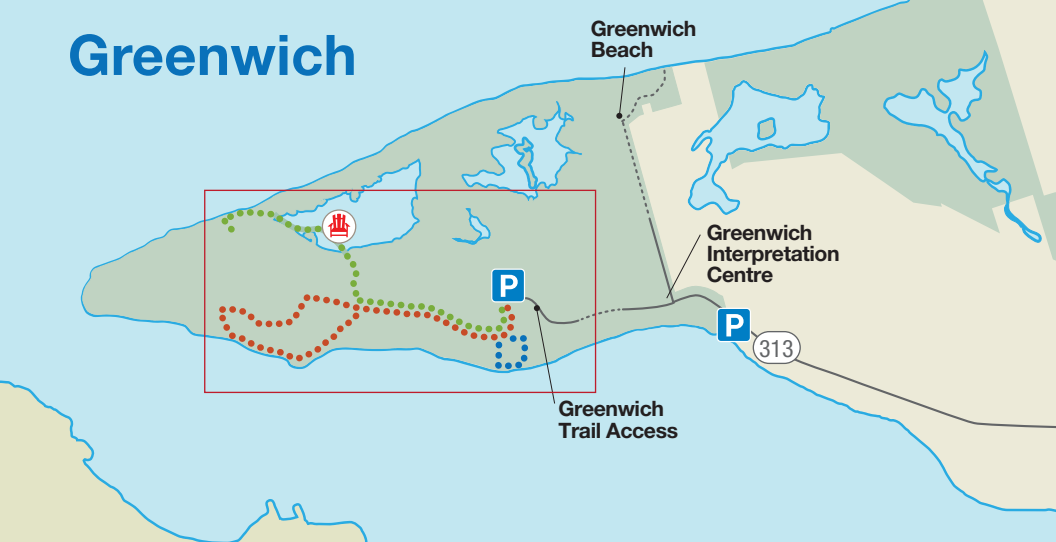 Greenwich
Greenwich
Beach
Greenwich
Interpretation
Centre
P
P
313
Greenwich
Trail Access